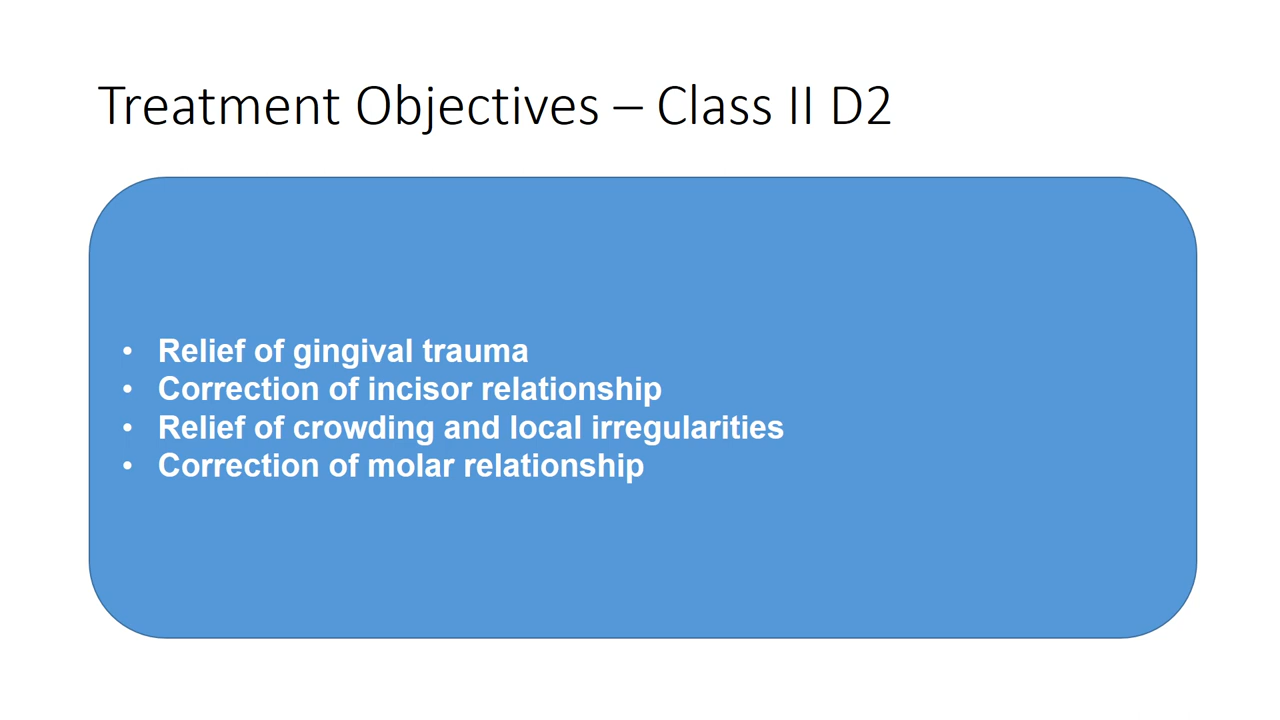 Treatment Objectives – Class II D2
• Relief of gingival trauma
• Correction of incisor relationship
• Relief of crowding and local irregularities
• Correction of molar relationship